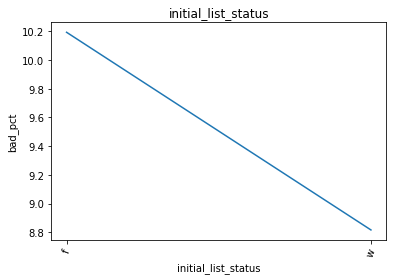 initial_list_status
10.2
10.0
9.8
9.6
9.4
9.2
9.0
8.8
bad_pct
f
w
initial_list_status